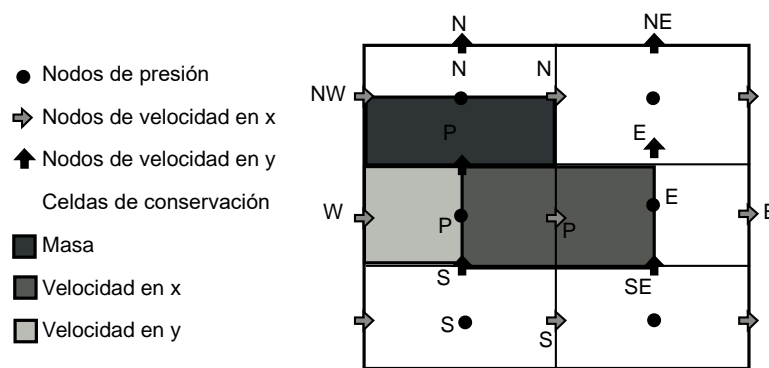 Nodos de presión
Nodos de velocidad en x
Nodos de velocidad en y
Celdas de conservación
Masa
Velocidad en x
Velocidad en y
N NE
N N
NW
P E
W E
P P E
S SE
S S